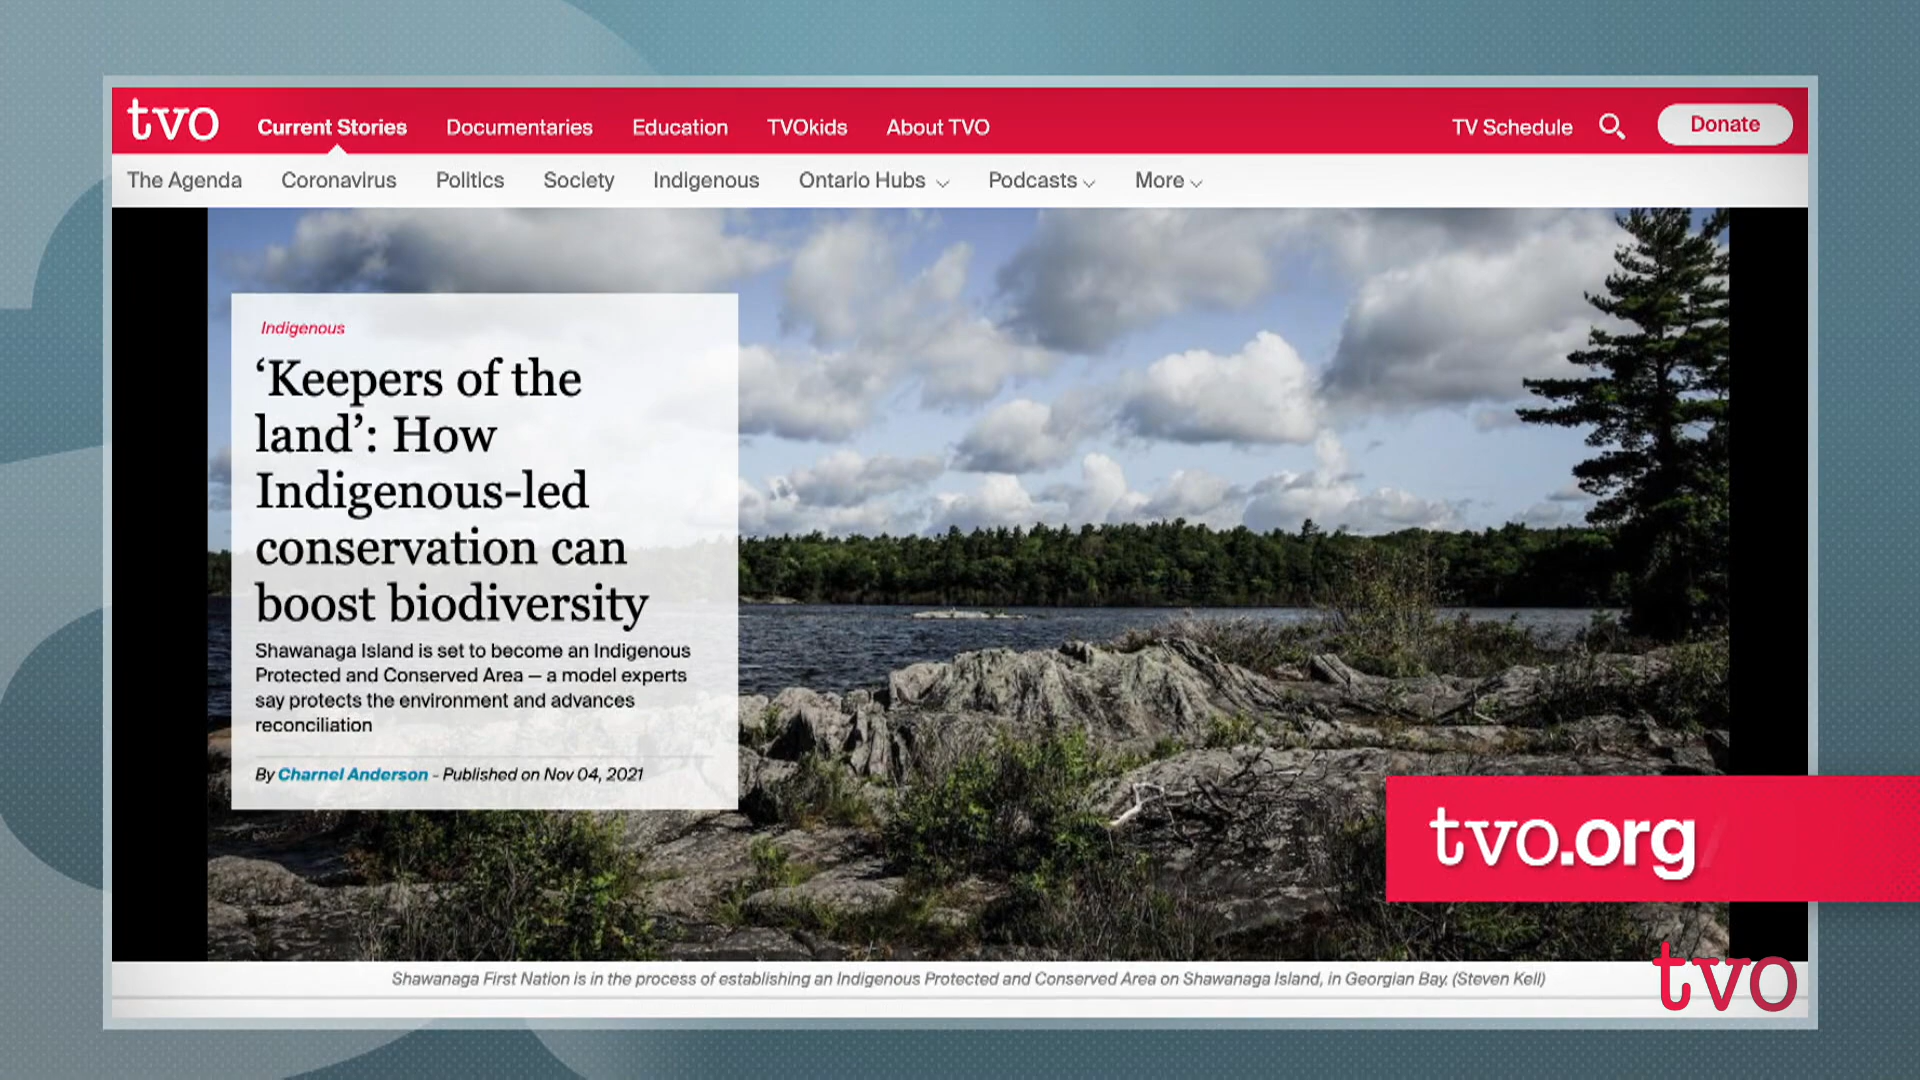 tvo Current Stories Documentaries Education TVOkids About TVO TV Schedule Donate
The Agenda Coronavirus Politics Society Indigenous Ontario Hubs Podcasts More
Indigenous
‘Keepers of the
land’: How
Indigenous-led
conservation can
boost biodiversity
Shawanaga Island is set to become an Indigenous
Protected and Conserved Area — a model experts
say protects the environment and advances
reconciliation
By Charnel Anderson - Published on Nov 04, 2021
tvo.org
Shawanaga First Nation is in the process of establishing an Indigenous Protected and Conserved Area on Shawanaga Island, in Georgian Bay. (Steven Kell)
tvo